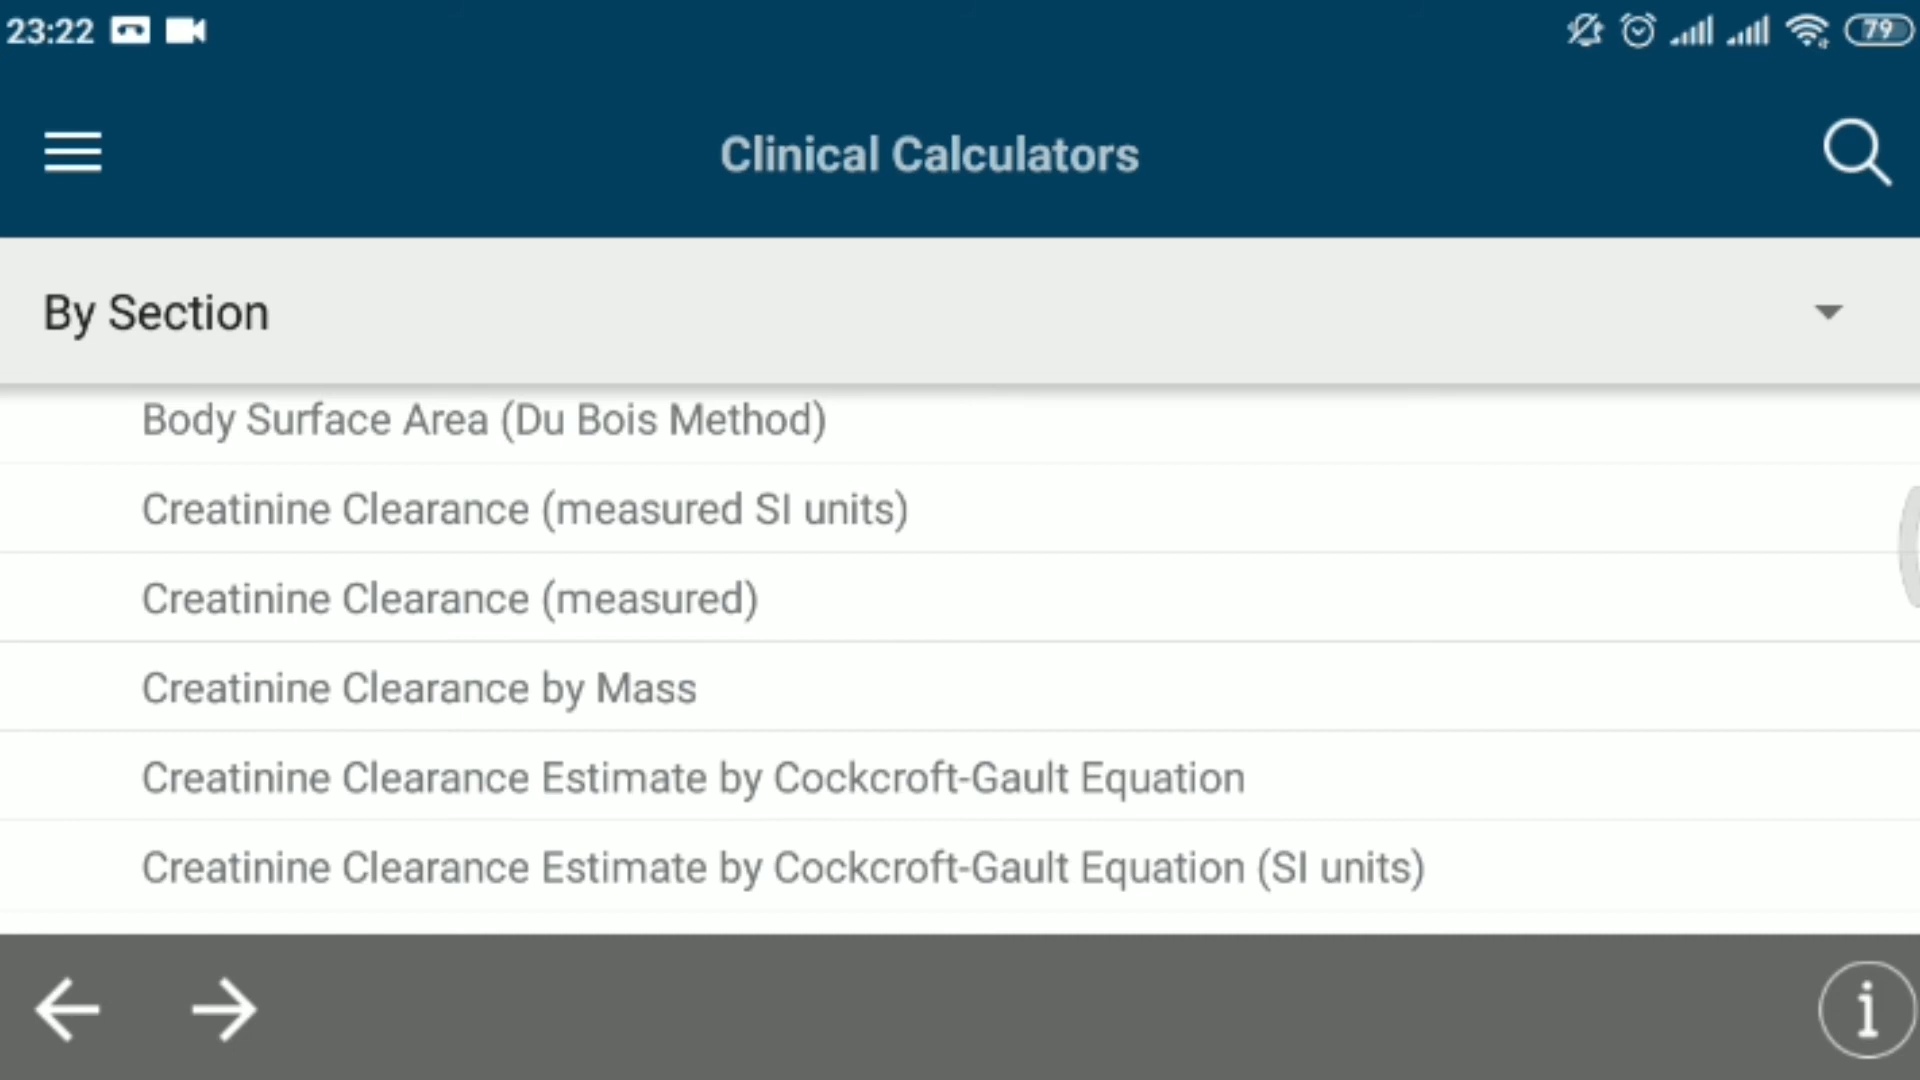 23:22
79
Clinical Calculators
By Section
Body Surface Area (Du Bois Method)
Creatinine Clearance (measured SI units)
Creatinine Clearance (measured)
Creatinine Clearance by Mass
Creatinine Clearance Estimate by Cockcroft-Gault Equation
Creatinine Clearance Estimate by Cockcroft-Gault Equation (SI units)